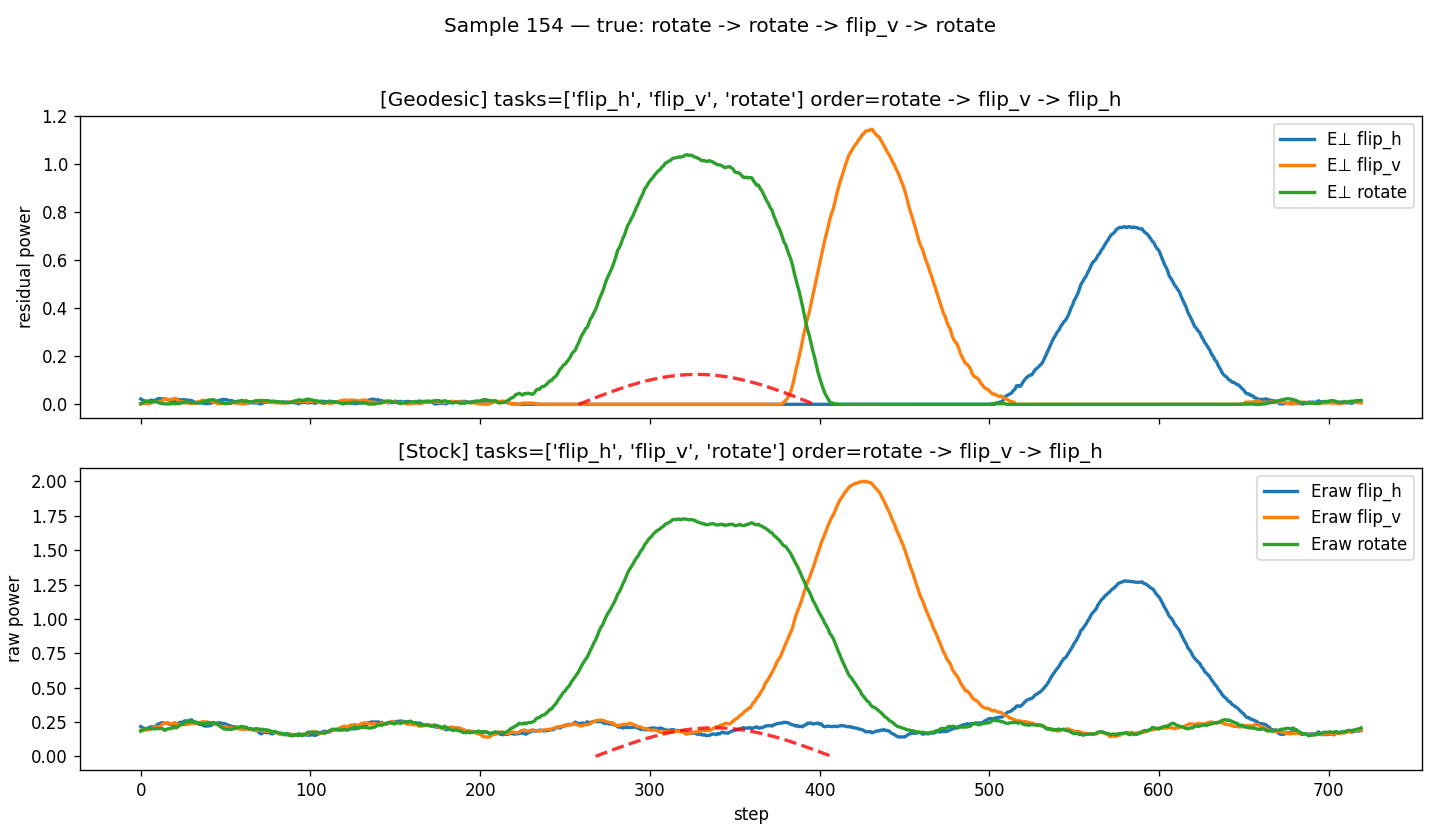 Sample 154 — true: rotate -> rotate -> flip_v -> rotate
[Geodesic] tasks=['flip_h', 'flip_v', 'rotate'] order=rotate -> flip_v -> flip_h
1.2
1.0
0.8
0.6
0.4
0.2
0.0
residual power
E⊥ flip_h
E⊥ flip_v
E⊥ rotate
[Stock] tasks=['flip_h', 'flip_v', 'rotate'] order=rotate -> flip_v -> flip_h
2.00
1.75
1.50
1.25
1.00
0.75
0.50
0.25
0.00
raw power
Eraw flip_h
Eraw flip_v
Eraw rotate
0 100 200 300 400 500 600 700
step